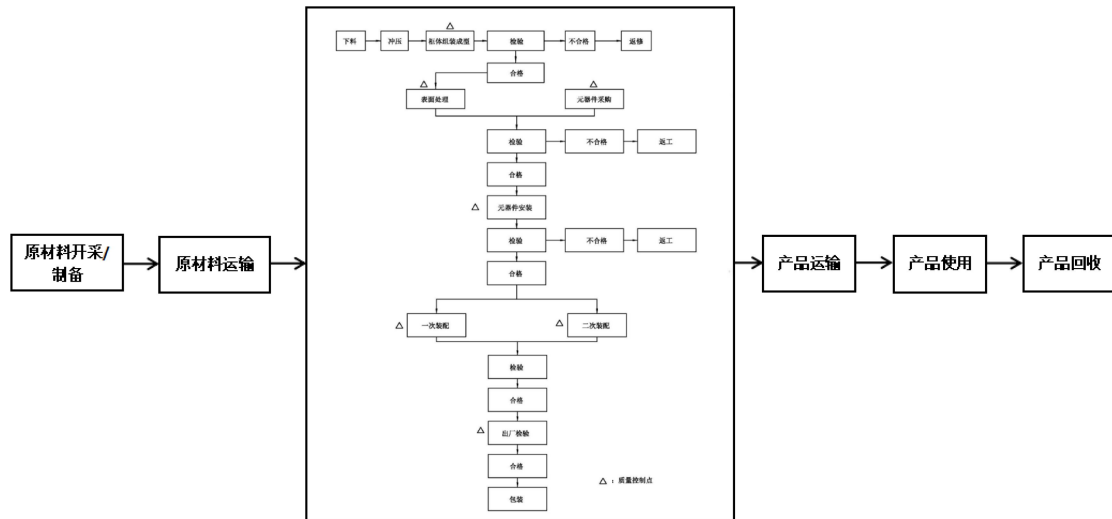 下料
冲压
柜体组装成型
检验
不合格
返修
合格
表面处理
元器件采购
检验
不合格
返工
合格
元器件安装
检验
不合格
返工
合格
一次装配
二次装配
检验
合格
出厂检验
合格
包装
△ :质量控制点
原材料开采/
制备
原材料运输
产品运输
产品使用
产品回收